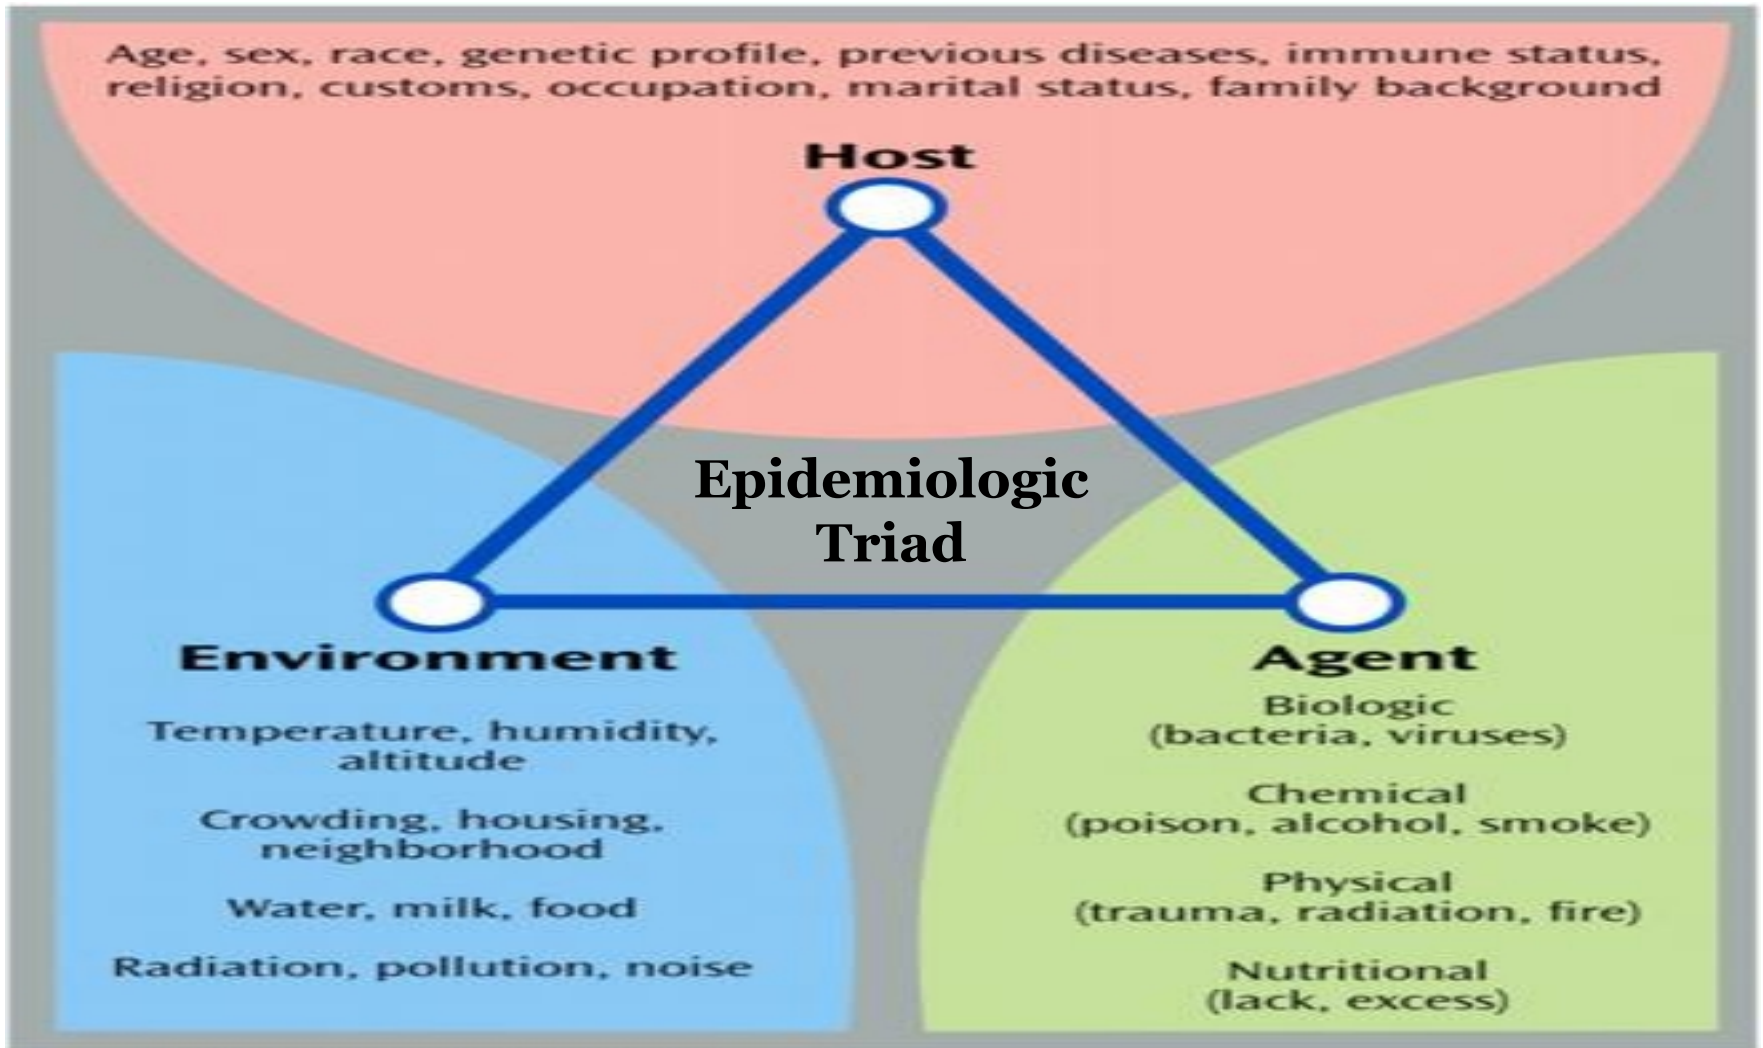 Age, sex, race, genetic profile, previous diseases, immune status,
religion, customs, occupation, marital status, family background
Host
Epidemiologic
Triad
Environment
Temperature, humidity,
altitude
Crowding, housing,
neighborhood
Water, milk, food
Radiation, pollution, noise
Agent
Biologic
(bacteria, viruses)
Chemical
(poison, alcohol, smoke)
Physical
(trauma, radiation, fire)
Nutritional
(lack, excess)